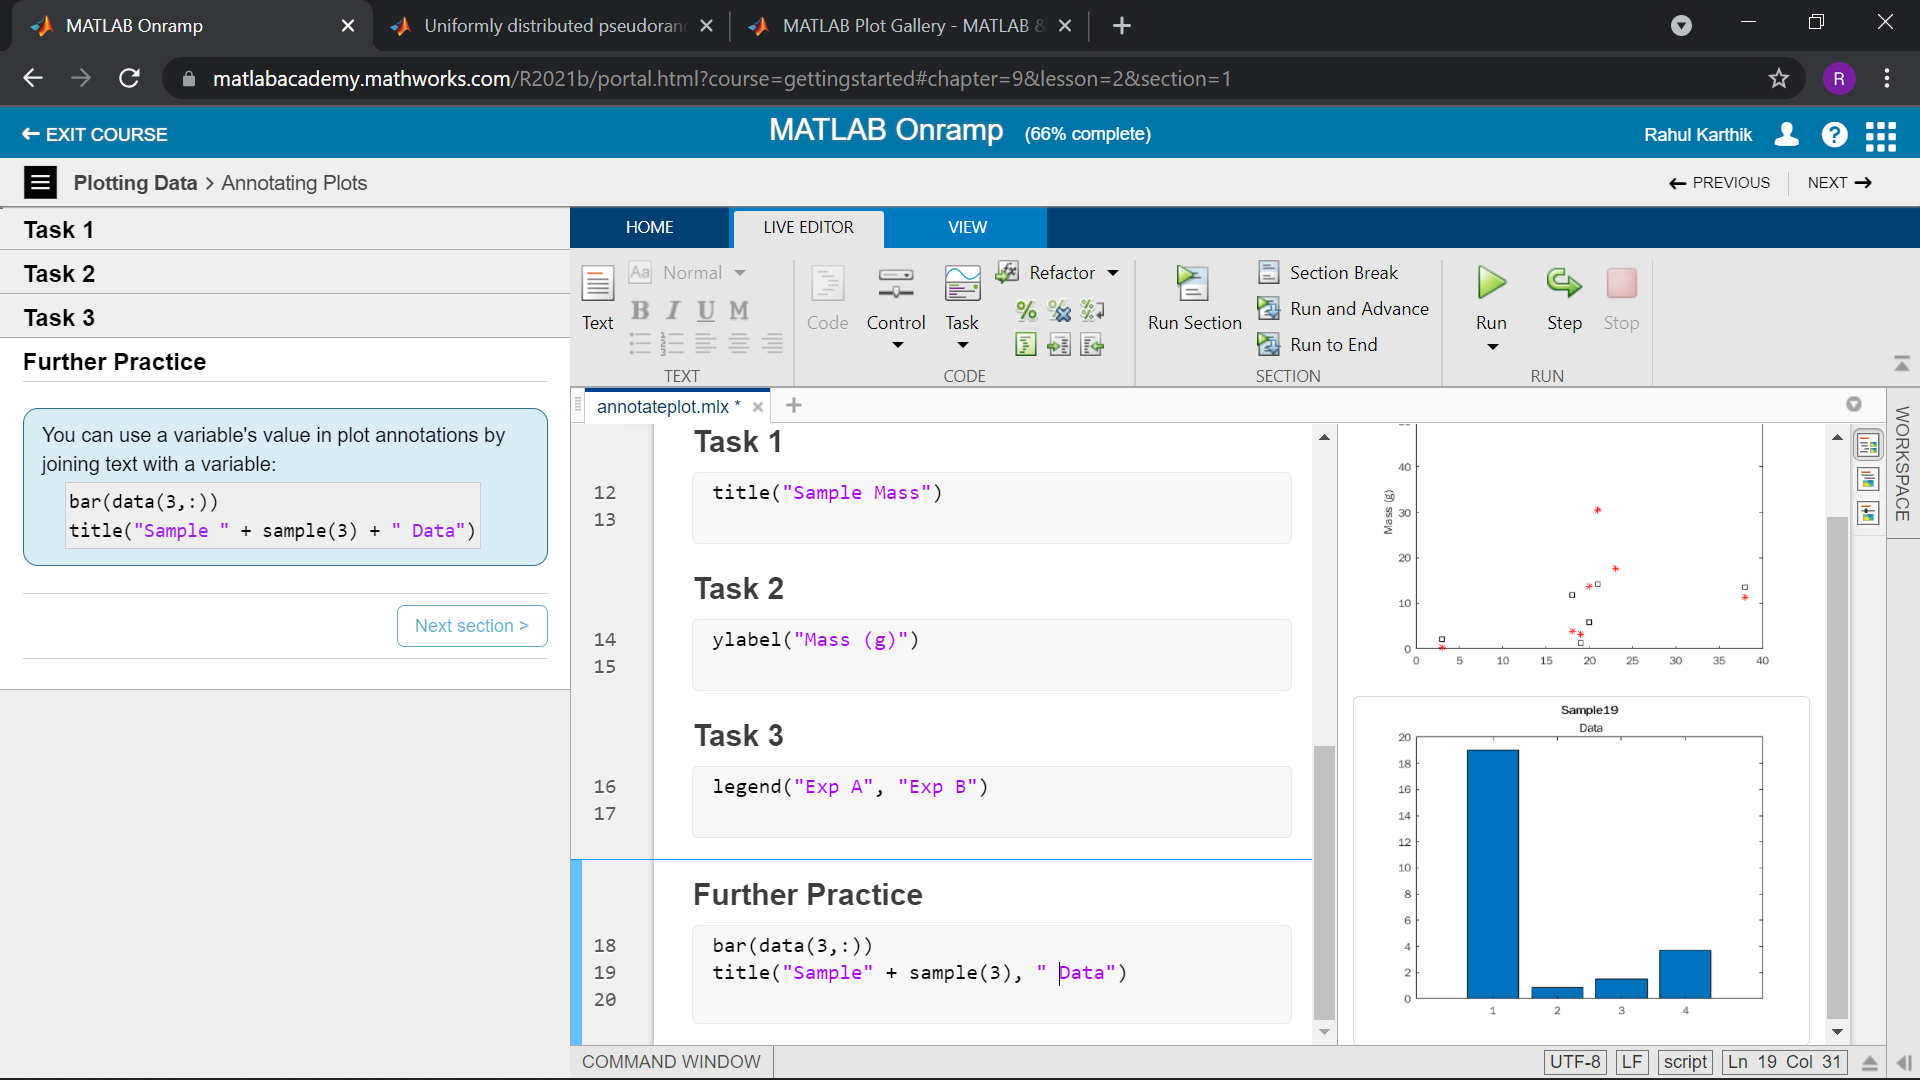 MATLAB Onramp
Uniformly distributed pseudoran
MATLAB Plot Gallery - MATLAB &
matlabacademy.mathworks.com/R2021b/portal.html?course=gettingstarted#chapter=9&lesson=2&section=1
R
EXIT COURSE
MATLAB Onramp (66% complete)
Rahul Karthik
?
Plotting Data > Annotating Plots
PREVIOUS
NEXT
Task 1
Task 2
Task 3
Further Practice
You can use a variable's value in plot annotations by
joining text with a variable:
bar(data(3,:))
title("Sample " + sample(3) + " Data")
Next section >
HOME
LIVE EDITOR
VIEW
Text
Aa Normal
B I U M
TEXT
Code
Control
Task
Refactor
CODE
Run Section
Section Break
Run and Advance
Run to End
SECTION
Run
Step
Stop
RUN
annotateplot.mlx *
WORKSPACE
Task 1
12 title("Sample Mass")
13
Task 2
14 ylabel("Mass (g)")
15
Task 3
16 legend("Exp A", "Exp B")
17
Further Practice
18 bar(data(3,:))
19 title("Sample" + sample(3), " Data")
20
40
30
20
10
0
Mass (g)
0 5 10 15 20 25 30 35 40
Sample19
Data
20
18
16
14
12
10
8
6
4
2
0
1 2 3 4
COMMAND WINDOW
UTF-8 LF script Ln 19 Col 31